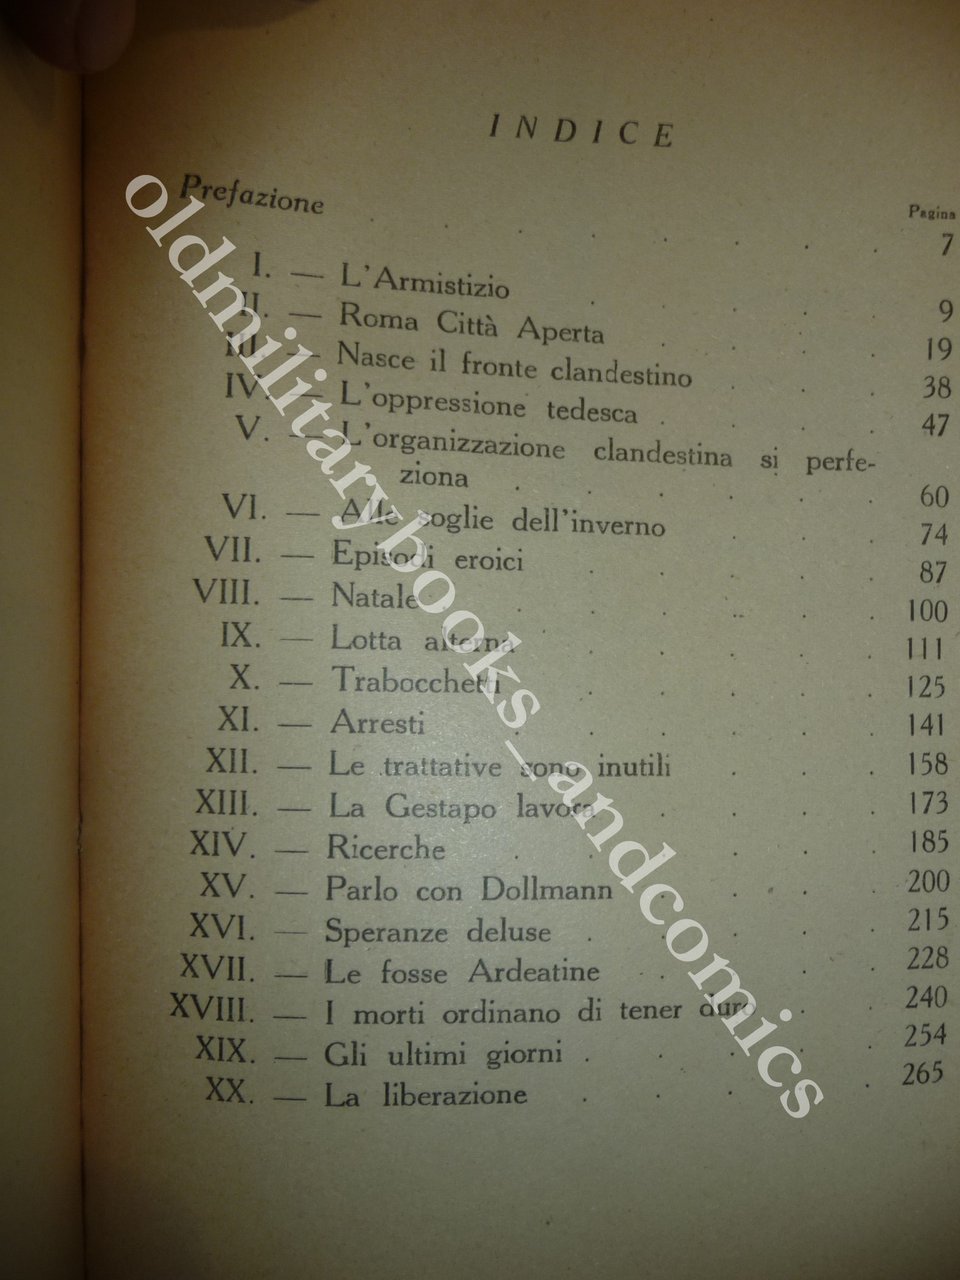 INDICE
Prefazione . . . . . . . . 7
Pagina
I. — L'Armistizio . . . . . 9
II. — Roma Città Aperta . . . . 19
III. — Nasce il fronte clandestino . . . 38
IV. — L'oppressione tedesca . . . . 47
V. — L'organizzazione clandestina si perfe-
ziona . . . . . . 60
VI. — Alle soglie dell'inverno . . . 74
VII. — Episodi eroici . . . . . 87
VIII. — Natale . . . . . . 100
IX. — Lotta alterna . . . . . 111
X. — Trabocchetti . . . . . 125
XI. — Arresti . . . . . . 141
XII. — Le trattative sono inutili . . . 158
XIII. — La Gestapo lavora . . . . 173
XIV. — Ricerche . . . . . . 185
XV. — Parlo con Dollmann . . . . 200
XVI. — Speranze deluse . . . . . 215
XVII. — Le fosse Ardeatine . . . . 228
XVIII. — I morti ordinano di tener duro . . 240
XIX. — Gli ultimi giorni . . . . . 254
XX. — La liberazione . . . . . 265
oldmilitarybooks_andcomics